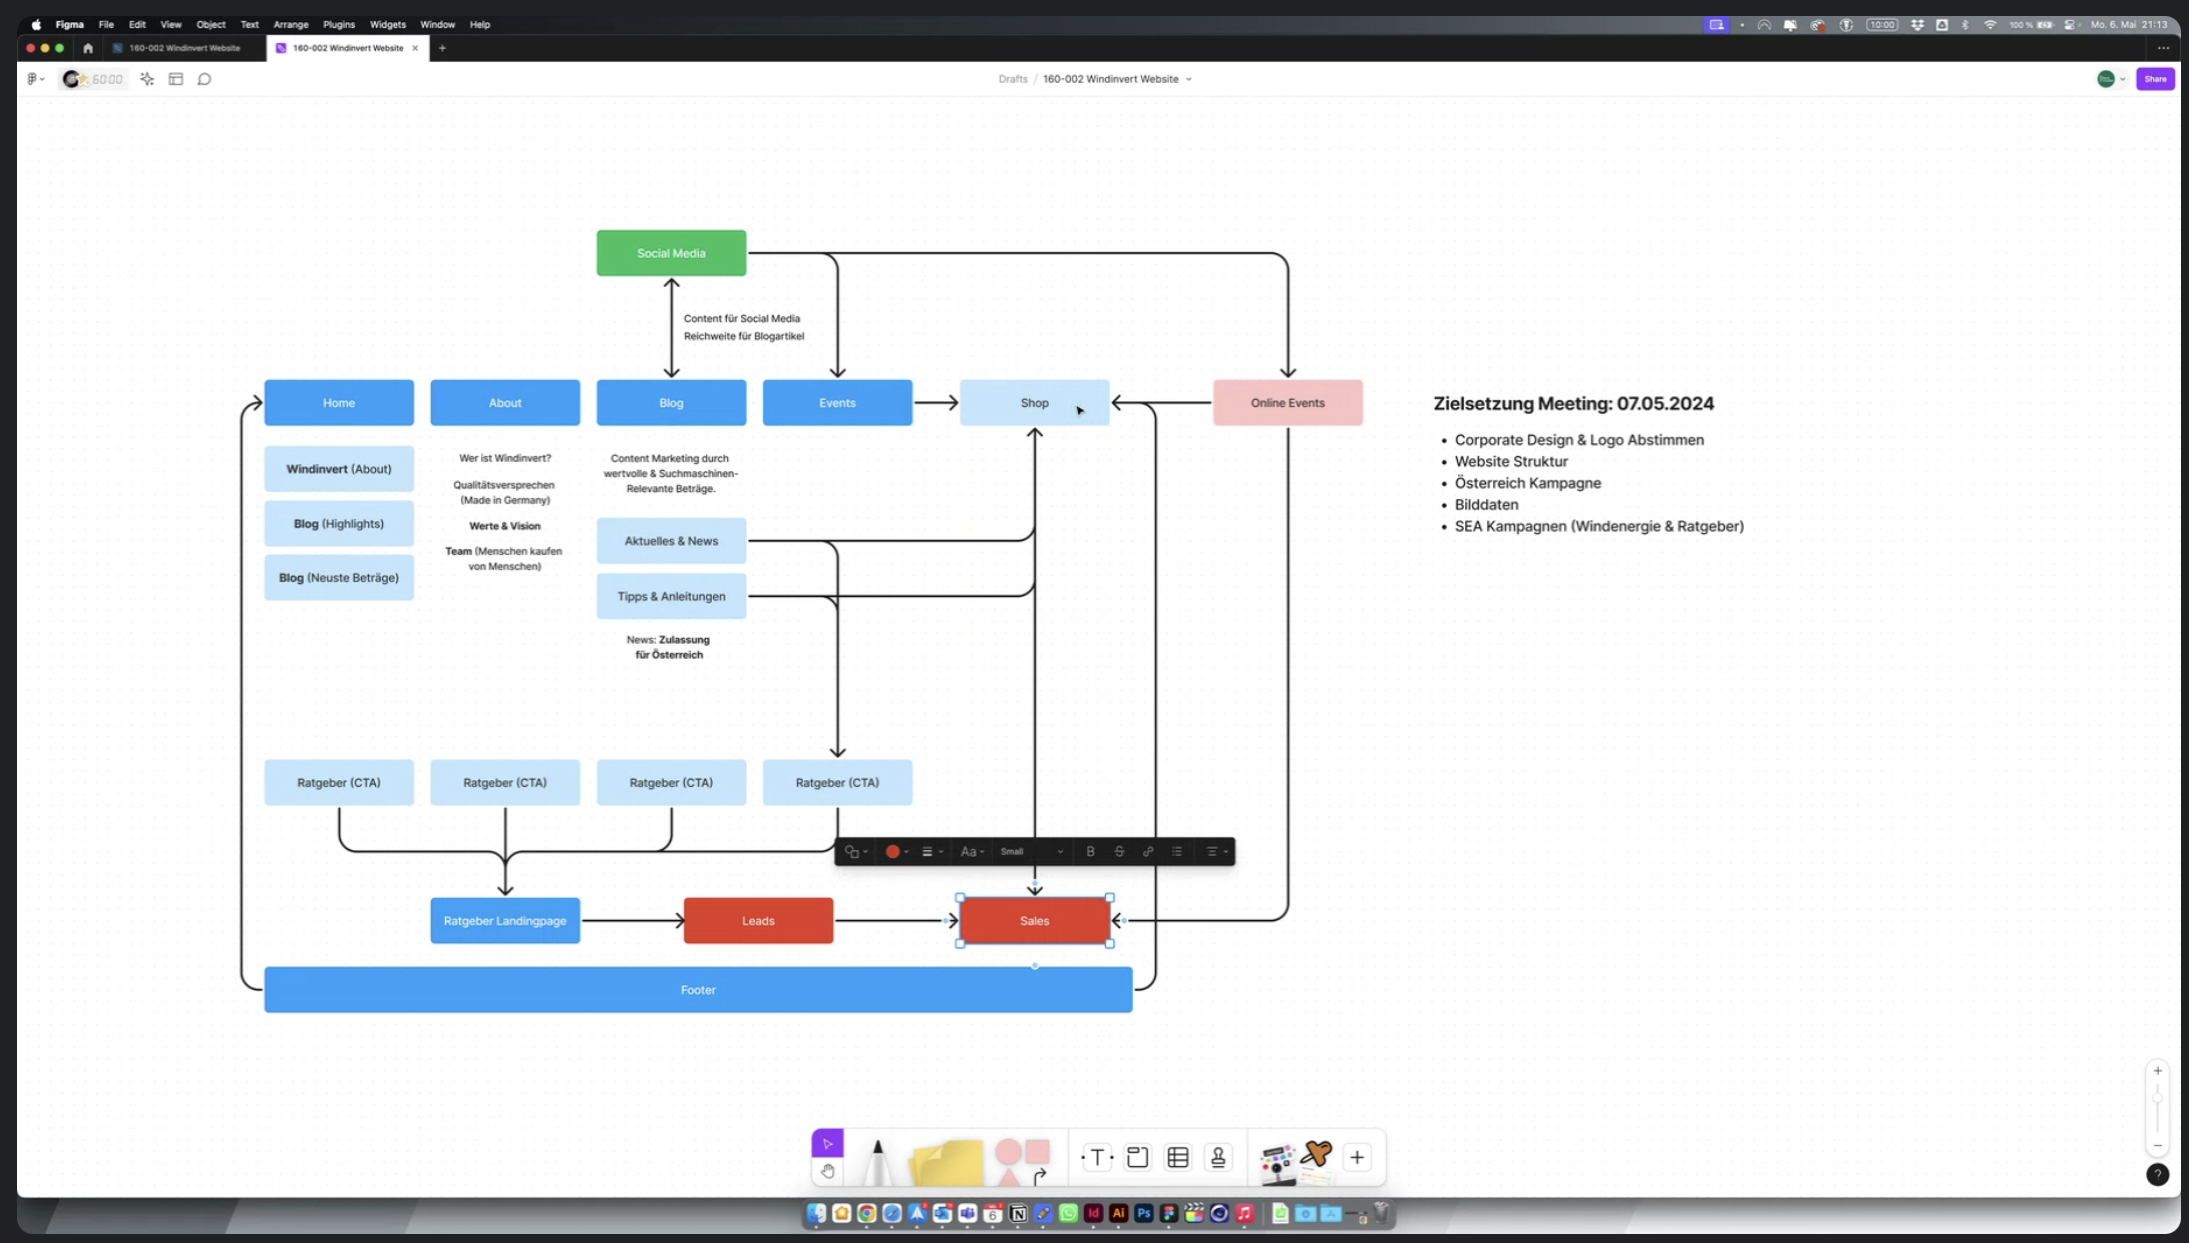 Figma File Edit View Object Text Arrange Plugins Widgets Window Help
10:00 100 % Mo. 6. Mai 21:13
160-002 Windinvert Website
160-002 Windinvert Website
60:00
Drafts / 160-002 Windinvert Website
Share
Social Media
Content für Social Media
Reichweite für Blogartikel
Home
About
Blog
Events
Shop
Online Events
Windinvert (About)
Blog (Highlights)
Blog (Neuste Beträge)
Wer ist Windinvert?
Qualitätsversprechen
(Made in Germany)
Werte & Vision
Team (Menschen kaufen
von Menschen)
Content Marketing durch
wertvolle & Suchmaschinen-
Relevante Beträge.
Aktuelles & News
Tipps & Anleitungen
News: Zulassung
für Österreich
Zielsetzung Meeting: 07.05.2024
• Corporate Design & Logo Abstimmen
• Website Struktur
• Österreich Kampagne
• Bilddaten
• SEA Kampagnen (Windenergie & Ratgeber)
Ratgeber (CTA)
Ratgeber (CTA)
Ratgeber (CTA)
Ratgeber (CTA)
Aa Small B S
Ratgeber Landingpage
Leads
Sales
Footer
T
6
Id Ai Ps